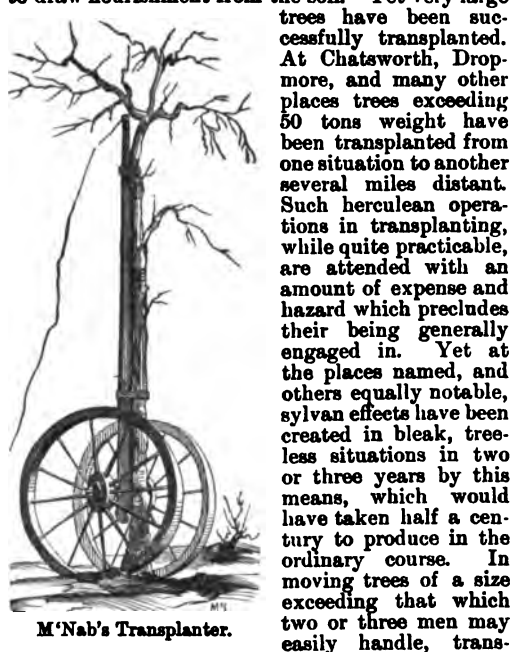 to draw nourishment from the soil. Yet very large
trees have been suc-
cessfully transplanted.
At Chatsworth, Drop-
more, and many other
places trees exceeding
50 tons weight have
been transplanted from
one situation to another
several miles distant.
Such herculean opera-
tions in transplanting,
while quite practicable,
are attended with an
amount of expense and
hazard which precludes
their being generally
engaged in. Yet at
the places named, and
others equally notable,
sylvan effects have been
created in bleak, tree-
less situations in two
or three years by this
means, which would
have taken half a cen-
tury to produce in the
ordinary course. In
moving trees of a size
exceeding that which
two or three men may
easily handle, trans-
M‘Nab's Transplanter.